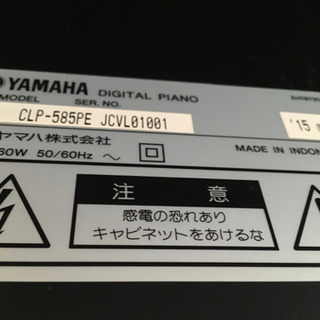 YAMAHA DIGITAL PIANO
MODEL SER. NO.
CLP-585PE JCVL01001
'15
ヤマハ株式会社
60W 50/60Hz MADE IN
注 意
感電の恐れあり
キャビネットをあけるな